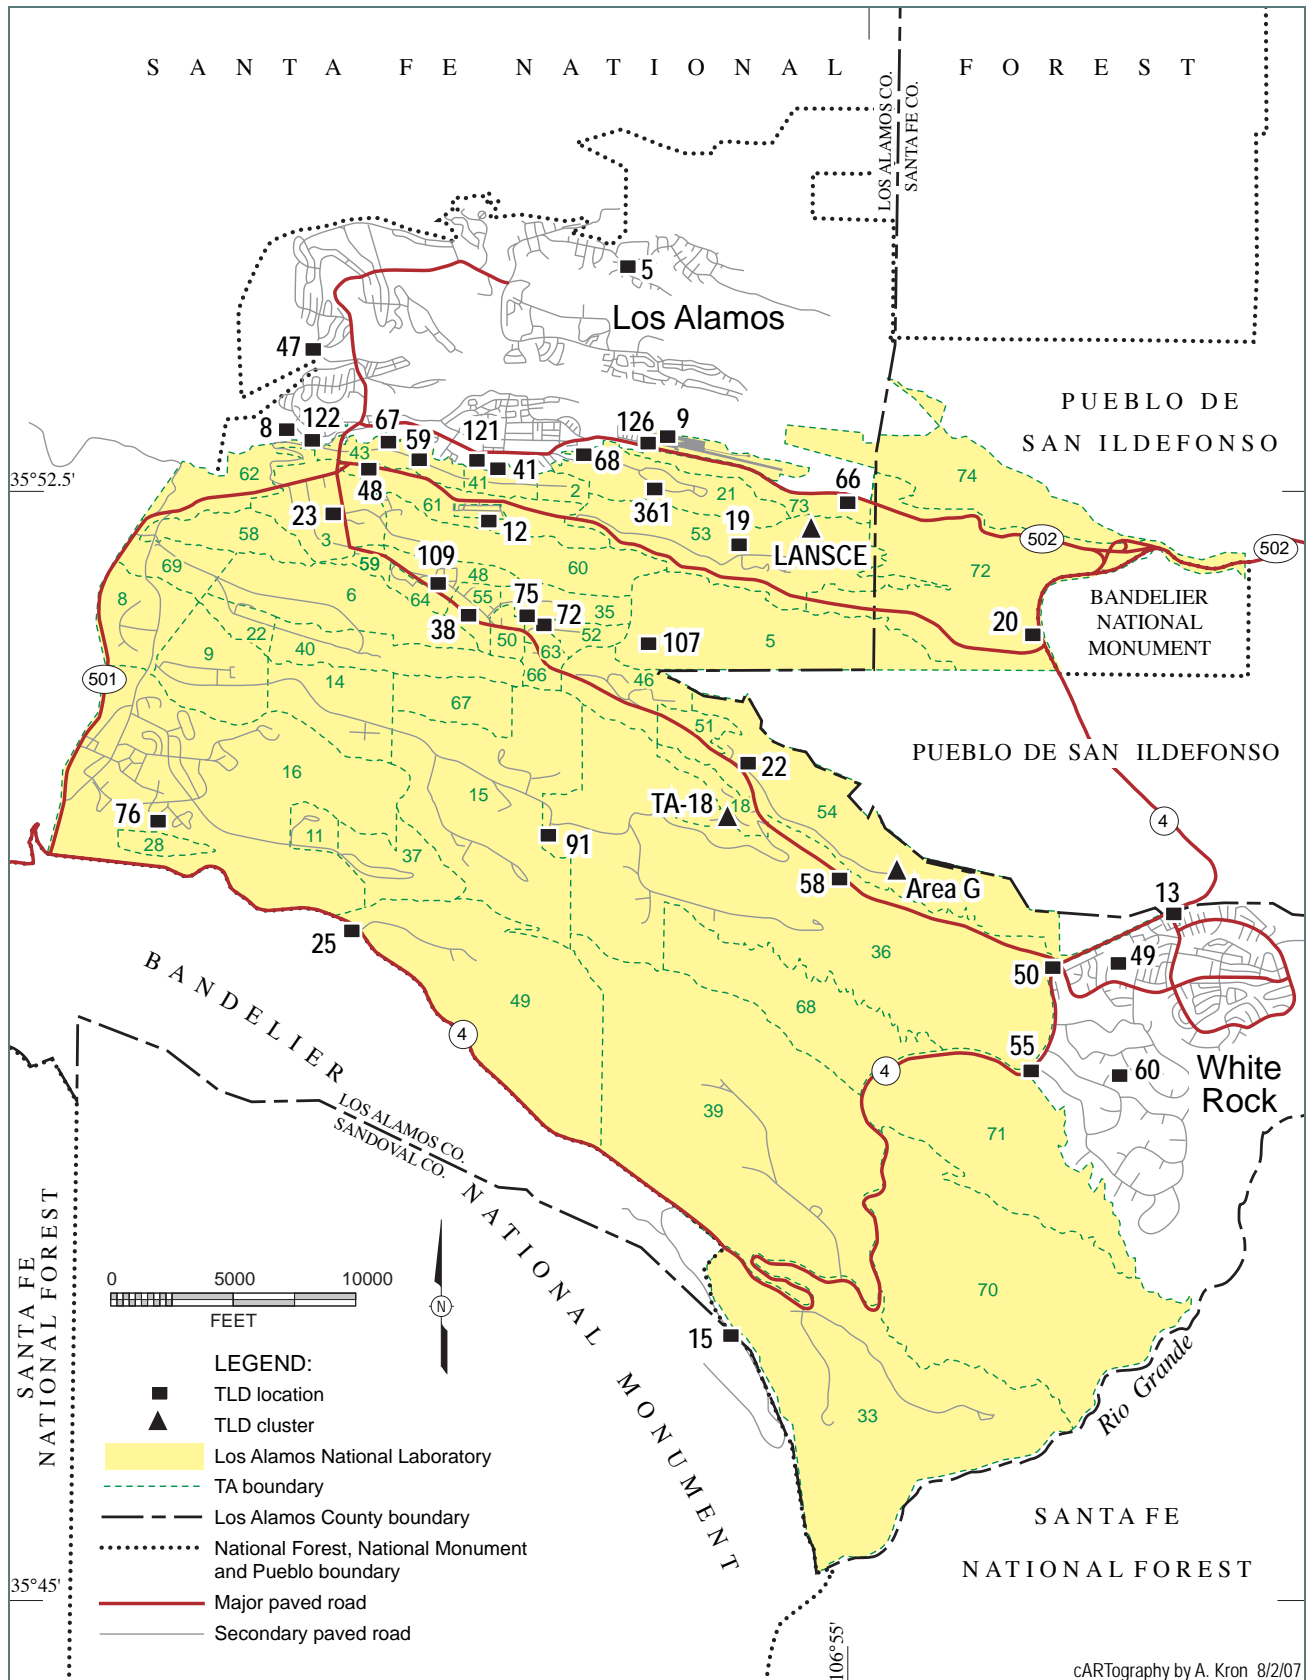 SANTA FE NATIONAL FOREST
LOS ALAMOS CO.
SANTA FE CO.
5
Los Alamos
47
PUEBLO DE
SAN ILDEFONSO
8
122
67
59
121
126
9
43
62
48
41
41
68
2
35°52.5'
74
66
21
73
361
61
23
12
19
53
LANSCE
502
502
58
3
59
109
69
48
60
72
6
64
55
8
75
72
35
BANDELIER
NATIONAL
MONUMENT
38
20
22
50
52
107
5
9
40
63
66
46
501
14
67
51
PUEBLO DE SAN ILDEFONSO
16
22
15
TA-18
18
54
4
76
11
91
28
37
58
Area G
13
25
36
50
49
BANDELIER
49
68
4
55
4
60
White
Rock
LOS ALAMOS CO.
SANDOVAL CO.
39
71
NATIONAL
SANTA FE
NATIONAL FOREST
0 5000 10000
FEET
N
70
15
MONUMENT
Rio Grande
33
LEGEND:
TLD location
TLD cluster
Los Alamos National Laboratory
TA boundary
Los Alamos County boundary
National Forest, National Monument
and Pueblo boundary
Major paved road
Secondary paved road
SANTA FE
NATIONAL FOREST
35°45'
106°55'
cARTography by A. Kron 8/2/07